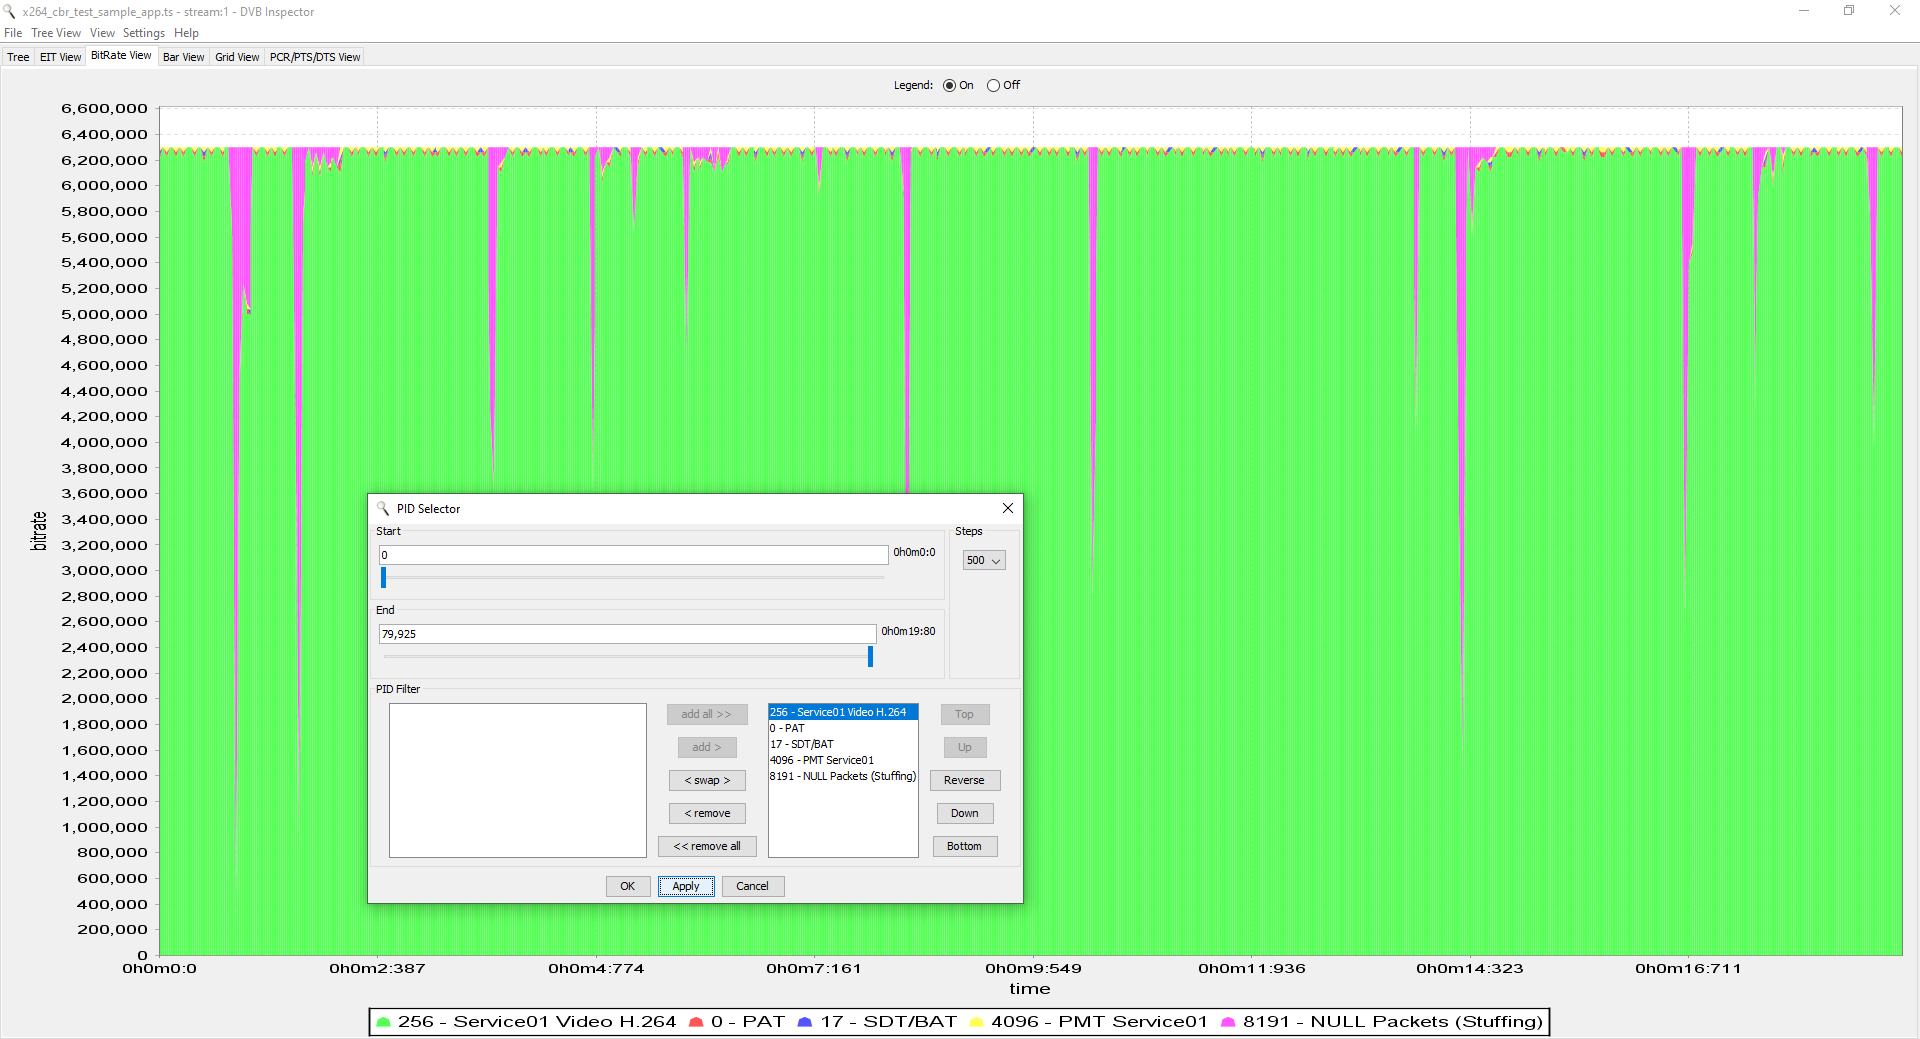 x264_cbr_test_sample_app.ts - stream:1 - DVB Inspector
File Tree View View Settings Help
Tree EIT View BitRate View Bar View Grid View PCR/PTS/DTS View
Legend: On Off
6,600,000
6,400,000
6,200,000
6,000,000
5,800,000
5,600,000
5,400,000
5,200,000
5,000,000
4,800,000
4,600,000
4,400,000
4,200,000
4,000,000
3,800,000
3,600,000
3,400,000
3,200,000
3,000,000
2,800,000
2,600,000
2,400,000
2,200,000
2,000,000
1,800,000
1,600,000
1,400,000
1,200,000
1,000,000
800,000
600,000
400,000
200,000
0
bitrate
PID Selector
Start
0
0h0m0:0
Steps
500
End
79,925
0h0m19:80
PID Filter
add all >>
add >
< swap >
< remove
<< remove all
256 - Service01 Video H.264
0 - PAT
17 - SDT/BAT
4096 - PMT Service01
8191 - NULL Packets (Stuffing)
Top
Up
Reverse
Down
Bottom
OK Apply Cancel
0h0m0:0 0h0m2:387 0h0m4:774 0h0m7:161 0h0m9:549 0h0m11:936 0h0m14:323 0h0m16:711
time
256 - Service01 Video H.264 0 - PAT 17 - SDT/BAT 4096 - PMT Service01 8191 - NULL Packets (Stuffing)